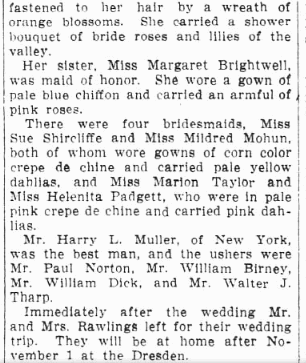 fastened to her hair by a wreath of
orange blossoms. She carried a shower
bouquet of bride roses and lilies of the
valley.
Her sister, Miss Margaret Brightwell,
was maid of honor. She wore a gown of
pale blue chiffon and carried an armful of
pink roses.
There were four bridesmaids, Miss
Sue Shircliffe and Miss Mildred Mohun,
both of whom wore gowns of corn color
crepe de chine and carried pale yellow
dahlias, and Miss Marion Taylor and
Miss Helenita Padgett, who were in pale
pink crepe de chine and carried pink dah-
lias.
Mr. Harry L. Muller, of New York,
was the best man, and the ushers were
Mr. Paul Norton, Mr. William Birney,
Mr. William Dick, and Mr. Walter J.
Tharp.
Immediately after the wedding Mr.
and Mrs. Rawlings left for their wedding
trip. They will be at home after No-
vember 1 at the Dresden.